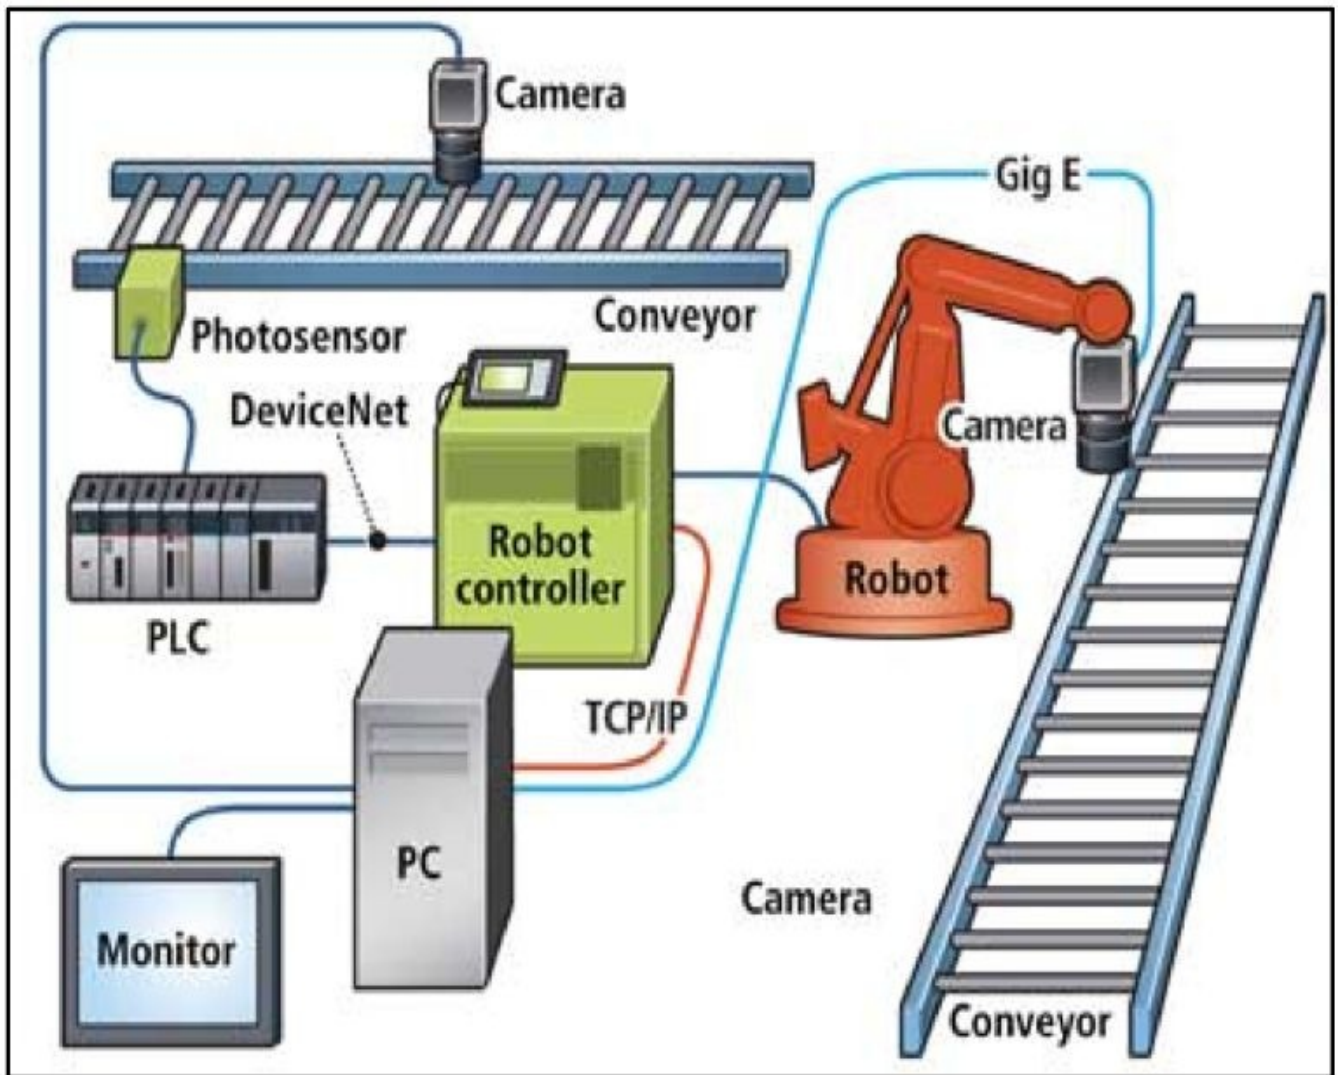 Camera
Gig E
Conveyor
Photosensor
DeviceNet
Camera
Robot
controller
Robot
PLC
TCP/IP
PC
Camera
Monitor
Conveyor